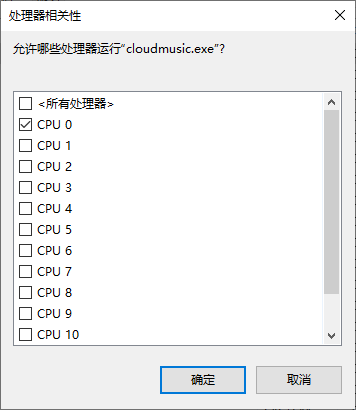 处理器相关性
允许哪些处理器运行“cloudmusic.exe”?
<所有处理器>
CPU 0
CPU 1
CPU 2
CPU 3
CPU 4
CPU 5
CPU 6
CPU 7
CPU 8
CPU 9
CPU 10
确定 取消